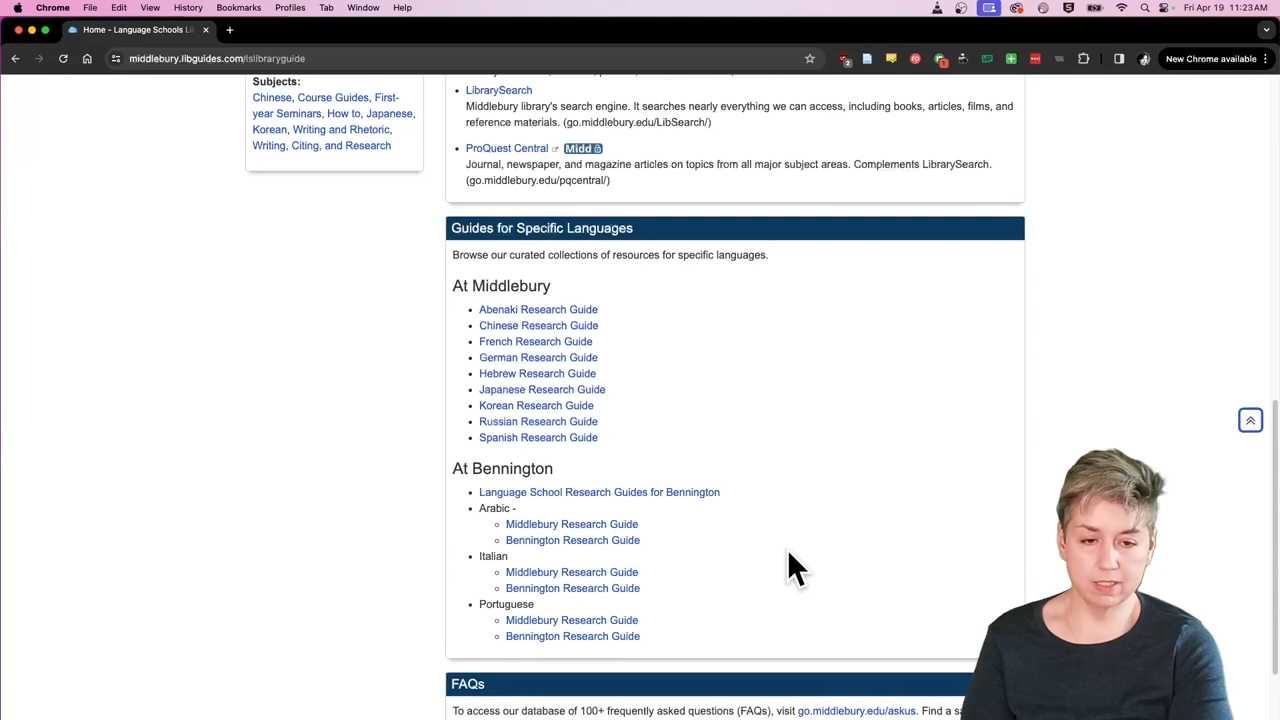 Chrome File Edit View History Bookmarks Profiles Tab Window Help Fri Apr 19 11:23 AM
Home - Language Schools Li
middlebury.libguides.com/lslibraryguide New Chrome available
Subjects:
Chinese, Course Guides, First-
year Seminars, How to, Japanese,
Korean, Writing and Rhetoric,
Writing, Citing, and Research
LibrarySearch
Middlebury library's search engine. It searches nearly everything we can access, including books, articles, films, and
reference materials. (go.middlebury.edu/LibSearch/)
ProQuest Central Midd
Journal, newspaper, and magazine articles on topics from all major subject areas. Complements LibrarySearch.
(go.middlebury.edu/pqcentral/)
Guides for Specific Languages
Browse our curated collections of resources for specific languages.
At Middlebury
Abenaki Research Guide
Chinese Research Guide
French Research Guide
German Research Guide
Hebrew Research Guide
Japanese Research Guide
Korean Research Guide
Russian Research Guide
Spanish Research Guide
At Bennington
Language School Research Guides for Bennington
Arabic -
Middlebury Research Guide
Bennington Research Guide
Italian
Middlebury Research Guide
Bennington Research Guide
Portuguese
Middlebury Research Guide
Bennington Research Guide
FAQs
To access our database of 100+ frequently asked questions (FAQs), visit go.middlebury.edu/askus. Find a